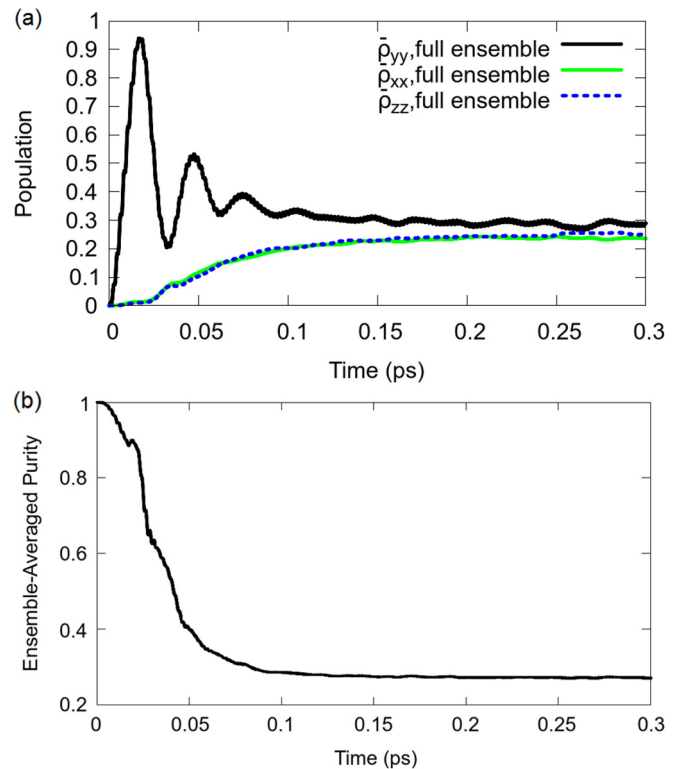 (a)
1
0.9
0.8
0.7
0.6
0.5
0.4
0.3
0.2
0.1
0
Population
ρ̄yy,full ensemble
ρ̄xx,full ensemble
ρ̄zz,full ensemble
0 0.05 0.1 0.15 0.2 0.25 0.3
Time (ps)
(b)
1
0.8
0.6
0.4
0.2
Ensemble-Averaged Purity
0 0.05 0.1 0.15 0.2 0.25 0.3
Time (ps)